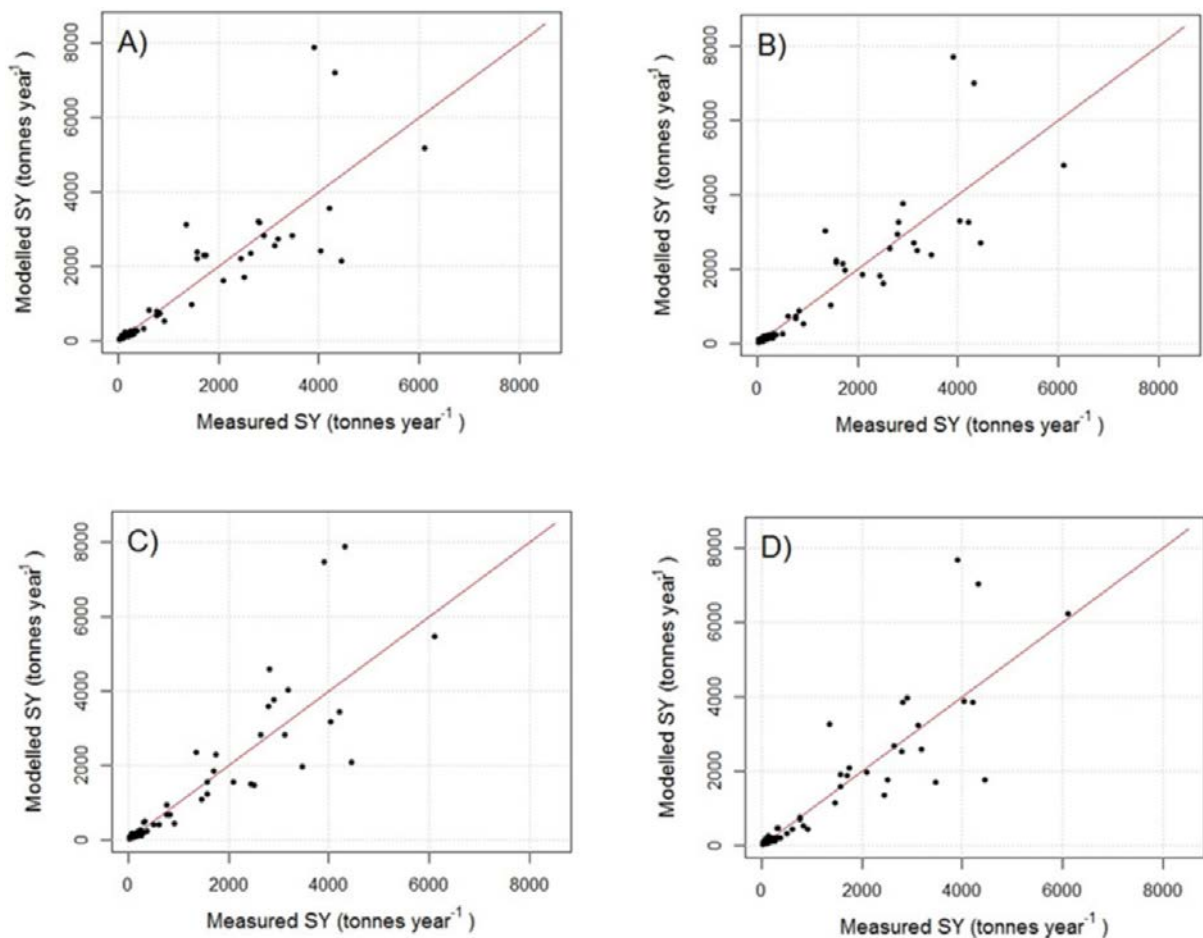 A)
Modelled SY (tonnes year-1)
8000
6000
4000
2000
0
0 2000 4000 6000 8000
Measured SY (tonnes year-1 )
B)
Modelled SY (tonnes year-1)
8000
6000
4000
2000
0
0 2000 4000 6000 8000
Measured SY (tonnes year-1 )
C)
Modelled SY (tonnes year-1)
8000
6000
4000
2000
0
0 2000 4000 6000 8000
Measured SY (tonnes year-1 )
D)
Modelled SY (tonnes year-1)
8000
6000
4000
2000
0
0 2000 4000 6000 8000
Measured SY (tonnes year-1 )